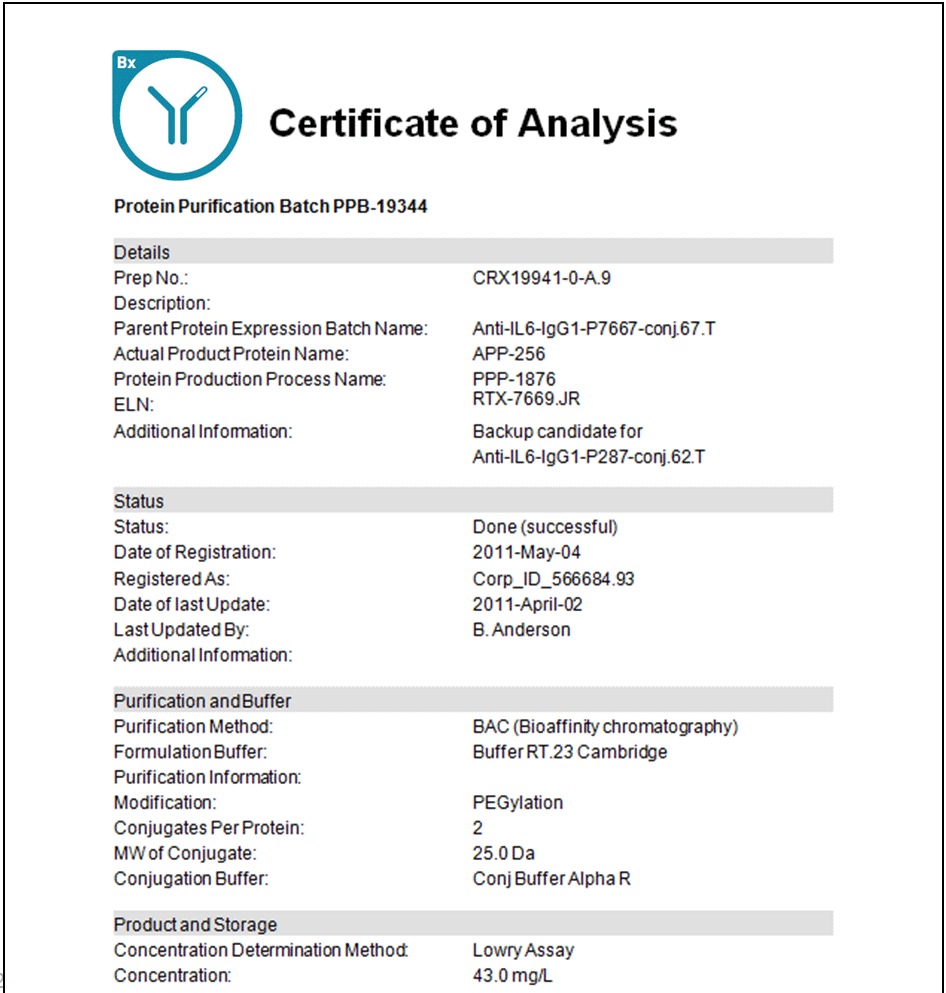 Bx
Certificate of Analysis
Protein Purification Batch PPB-19344
Details
Prep No.: CRX19941-0-A.9
Description:
Parent Protein Expression Batch Name: Anti-IL6-IgG1-P7667-conj.67.T
Actual Product Protein Name: APP-256
Protein Production Process Name: PPP-1876
ELN: RTX-7669.JR
Additional Information: Backup candidate for
Anti-IL6-IgG1-P287-conj.62.T
Status
Status: Done (successful)
Date of Registration: 2011-May-04
Registered As: Corp_ID_566684.93
Date of last Update: 2011-April-02
Last Updated By: B. Anderson
Additional Information:
Purification and Buffer
Purification Method: BAC (Bioaffinity chromatography)
Formulation Buffer: Buffer RT.23 Cambridge
Purification Information:
Modification: PEGylation
Conjugates Per Protein: 2
MW of Conjugate: 25.0 Da
Conjugation Buffer: Conj Buffer Alpha R
Product and Storage
Concentration Determination Method: Lowry Assay
Concentration: 43.0 mg/L